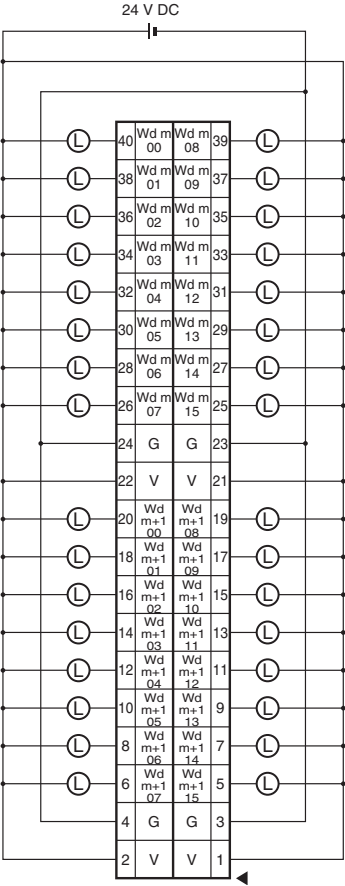 24 V DC
L 40 Wd m 00 Wd m 08 39 L
L 38 Wd m 01 Wd m 09 37 L
L 36 Wd m 02 Wd m 10 35 L
L 34 Wd m 03 Wd m 11 33 L
L 32 Wd m 04 Wd m 12 31 L
L 30 Wd m 05 Wd m 13 29 L
L 28 Wd m 06 Wd m 14 27 L
L 26 Wd m 07 Wd m 15 25 L
24 G G 23
22 V V 21
L 20 Wd m+1 00 Wd m+1 08 19 L
L 18 Wd m+1 01 Wd m+1 09 17 L
L 16 Wd m+1 02 Wd m+1 10 15 L
L 14 Wd m+1 03 Wd m+1 11 13 L
L 12 Wd m+1 04 Wd m+1 12 11 L
L 10 Wd m+1 05 Wd m+1 13 9 L
L 8 Wd m+1 06 Wd m+1 14 7 L
L 6 Wd m+1 07 Wd m+1 15 5 L
4 G G 3
2 V V 1